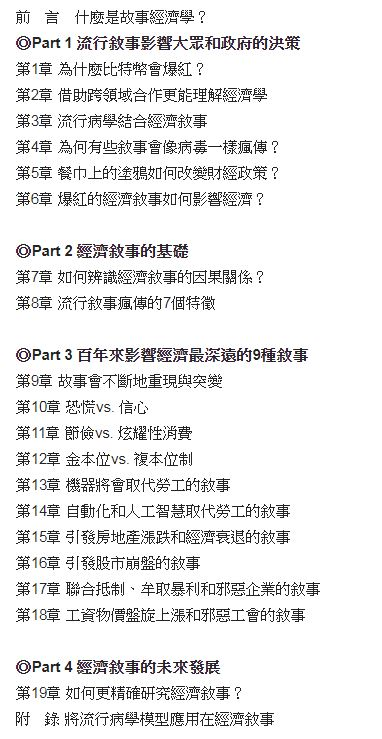 前　言　什麼是故事經濟學？
◎Part 1 流行敘事影響大眾和政府的決策
第1章 為什麼比特幣會爆紅？
第2章 借助跨領域合作更能理解經濟學
第3章 流行病學結合經濟敘事
第4章 為何有些敘事會像病毒一樣瘋傳？
第5章 餐巾上的塗鴉如何改變財經政策？
第6章 爆紅的經濟敘事如何影響經濟？
◎Part 2 經濟敘事的基礎
第7章 如何辨識經濟敘事的因果關係？
第8章 流行敘事瘋傳的7個特徵
◎Part 3 百年來影響經濟最深遠的9種敘事
第9章 故事會不斷地重現與突變
第10章 恐慌vs. 信心
第11章 節儉vs. 炫耀性消費
第12章 金本位vs. 複本位制
第13章 機器將會取代勞工的敘事
第14章 自動化和人工智慧取代勞工的敘事
第15章 引發房地產漲跌和經濟衰退的敘事
第16章 引發股市崩盤的敘事
第17章 聯合抵制、牟取暴利和邪惡企業的敘事
第18章 工資物價盤旋上漲和邪惡工會的敘事
◎Part 4 經濟敘事的未來發展
第19章 如何更精確研究經濟敘事？
附　錄 將流行病學模型應用在經濟敘事